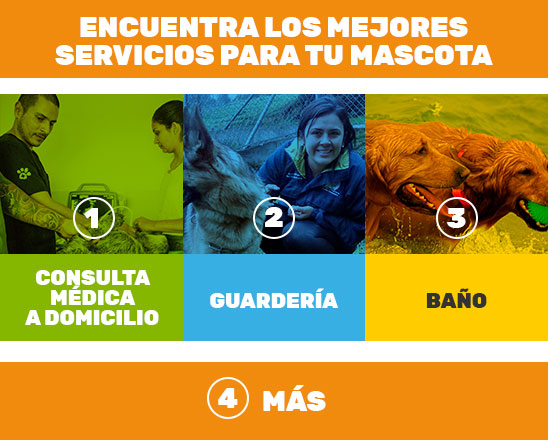 ENCUENTRA LOS MEJORES
SERVICIOS PARA TU MASCOTA
1
CONSULTA
MÉDICA
A DOMICILIO
2
GUARDERÍA
3
BAÑO
4 MÁS